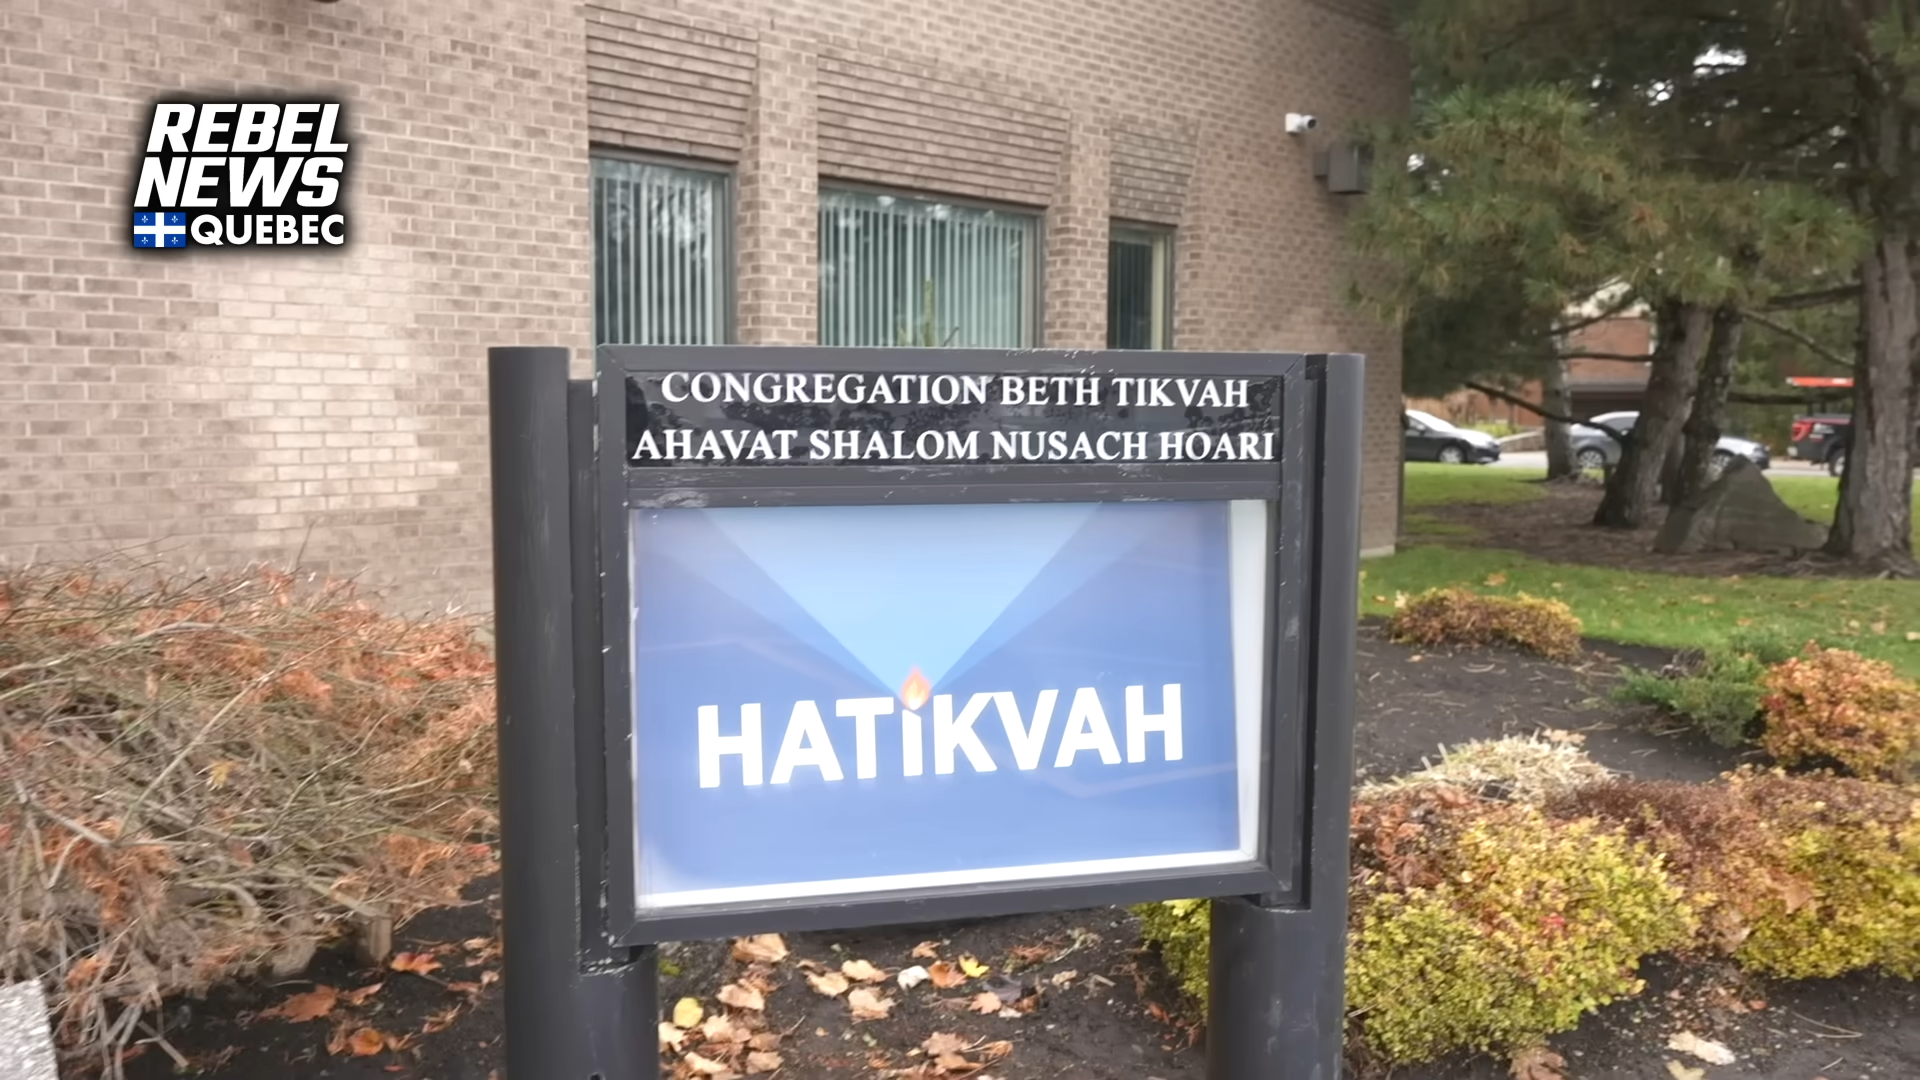 REBEL
NEWS
QUEBEC
CONGREGATION BETH TIKVAH
AHAVAT SHALOM NUSACH HOARI
HATiKVAH